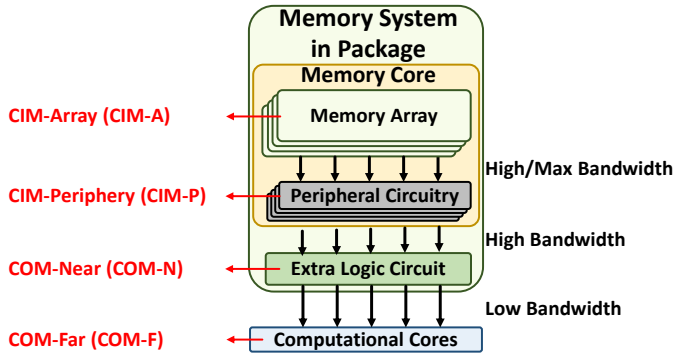 Memory System
in Package
Memory Core
CIM-Array (CIM-A)
Memory Array
High/Max Bandwidth
CIM-Periphery (CIM-P)
Peripheral Circuitry
High Bandwidth
COM-Near (COM-N)
Extra Logic Circuit
Low Bandwidth
COM-Far (COM-F)
Computational Cores